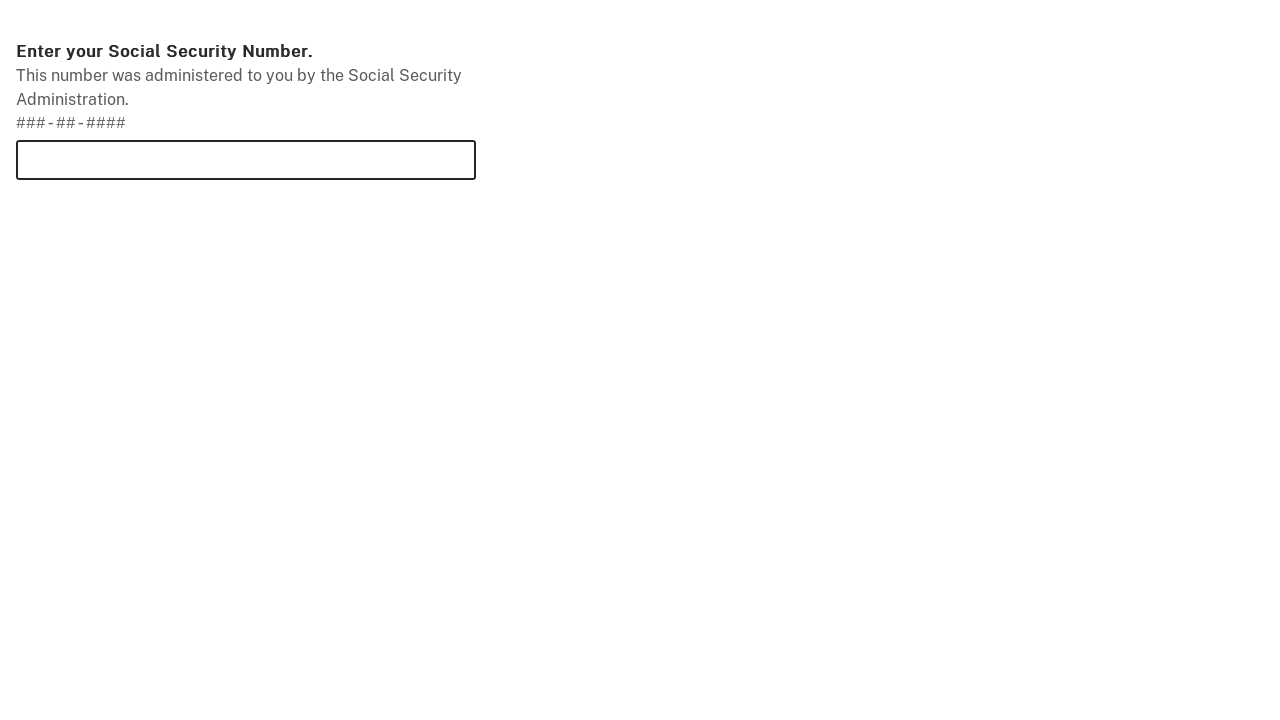 Enter your Social Security Number.
This number was administered to you by the Social Security
Administration.
###-##-####